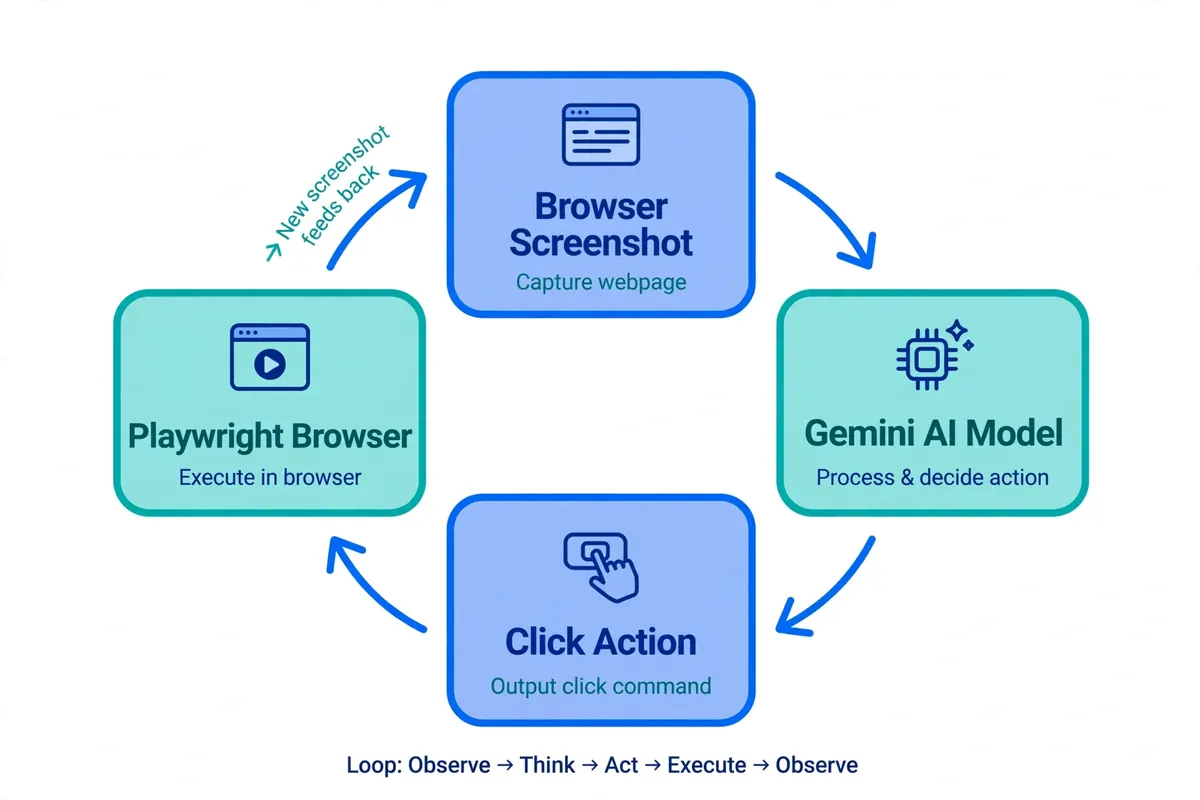 → New screenshot
feeds back
Browser
Screenshot
Capture webpage
Playwright Browser
Execute in browser
Gemini AI Model
Process & decide action
Click Action
Output click command
Loop: Observe → Think → Act → Execute → Observe